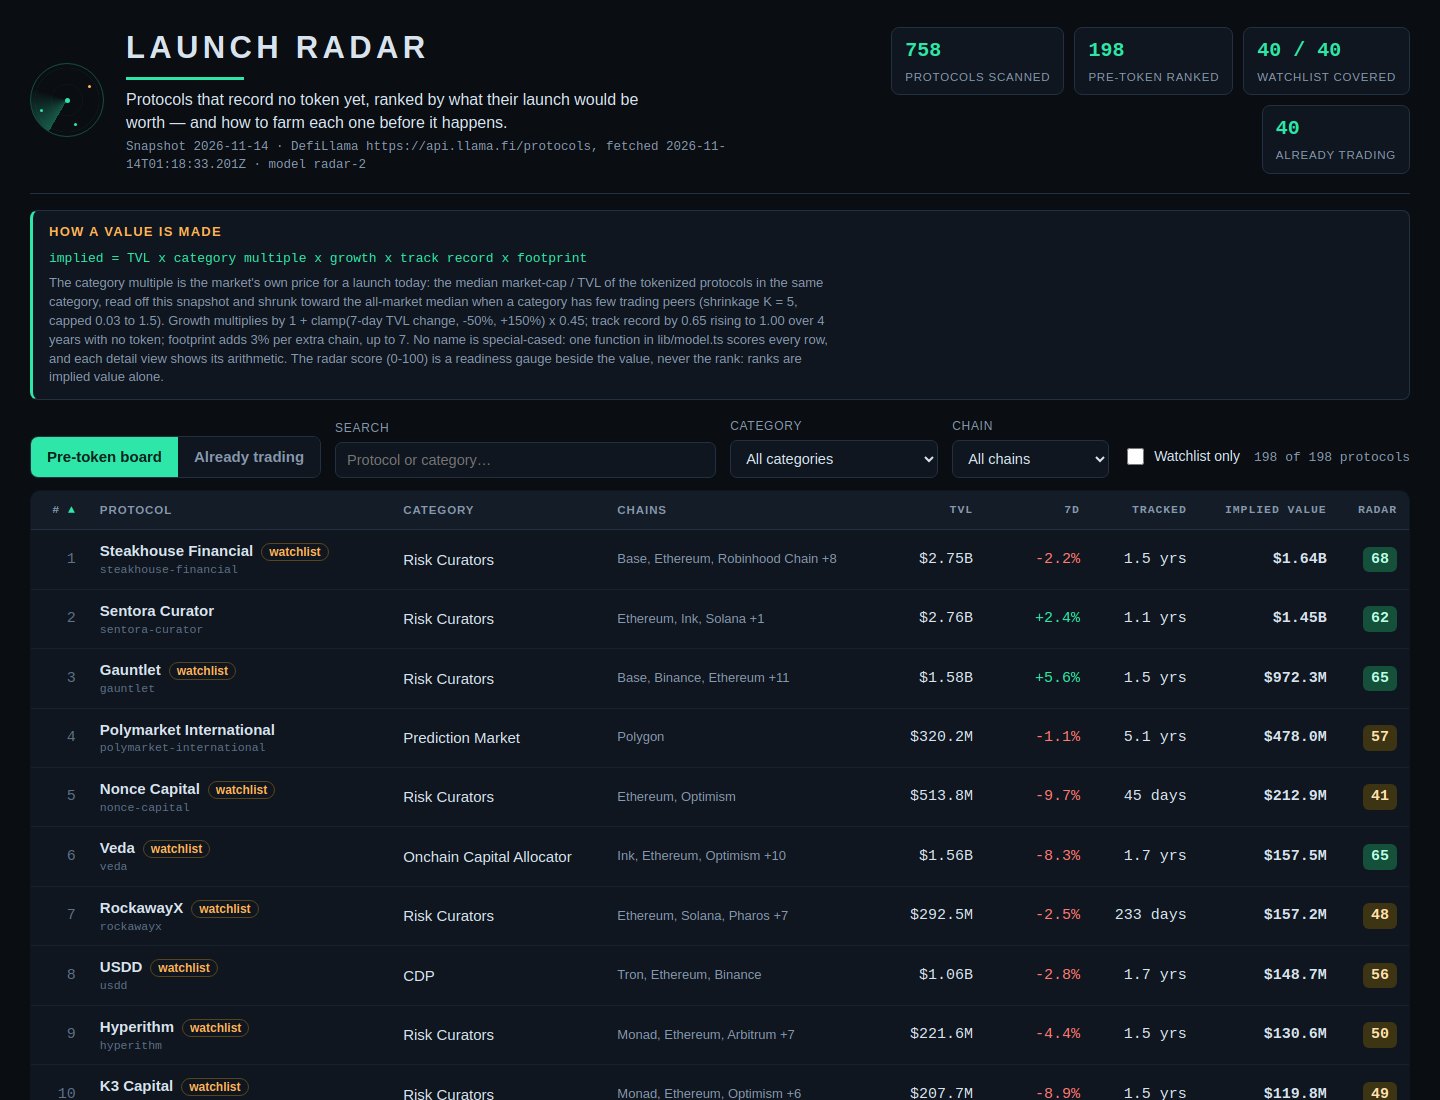 LAUNCH RADAR
Protocols that record no token yet, ranked by what their launch would be
worth — and how to farm each one before it happens.
Snapshot 2026-11-14 · DefiLlama https://api.llama.fi/protocols, fetched 2026-11-
14T01:18:33.201Z · model radar-2
758
PROTOCOLS SCANNED
198
PRE-TOKEN RANKED
40 / 40
WATCHLIST COVERED
40
ALREADY TRADING
HOW A VALUE IS MADE
implied = TVL x category multiple x growth x track record x footprint
The category multiple is the market's own price for a launch today: the median market-cap / TVL of the tokenized protocols in the same
category, read off this snapshot and shrunk toward the all-market median when a category has few trading peers (shrinkage K = 5,
capped 0.03 to 1.5). Growth multiplies by 1 + clamp(7-day TVL change, -50%, +150%) x 0.45; track record by 0.65 rising to 1.00 over 4
years with no token; footprint adds 3% per extra chain, up to 7. No name is special-cased: one function in lib/model.ts scores every row,
and each detail view shows its arithmetic. The radar score (0-100) is a readiness gauge beside the value, never the rank: ranks are
implied value alone.
Pre-token board Already trading
SEARCH
Protocol or category…
CATEGORY
All categories
CHAIN
All chains
Watchlist only 198 of 198 protocols
# ▲ PROTOCOL CATEGORY CHAINS TVL 7D TRACKED IMPLIED VALUE RADAR
1 Steakhouse Financial watchlist Risk Curators Base, Ethereum, Robinhood Chain +8 $2.75B -2.2% 1.5 yrs $1.64B 68
steakhouse-financial
2 Sentora Curator Risk Curators Ethereum, Ink, Solana +1 $2.76B +2.4% 1.1 yrs $1.45B 62
sentora-curator
3 Gauntlet watchlist Risk Curators Base, Binance, Ethereum +11 $1.58B +5.6% 1.5 yrs $972.3M 65
gauntlet
4 Polymarket International Prediction Market Polygon $320.2M -1.1% 5.1 yrs $478.0M 57
polymarket-international
5 Nonce Capital watchlist Risk Curators Ethereum, Optimism $513.8M -9.7% 45 days $212.9M 41
nonce-capital
6 Veda watchlist Onchain Capital Allocator Ink, Ethereum, Optimism +10 $1.56B -8.3% 1.7 yrs $157.5M 65
veda
7 RockawayX watchlist Risk Curators Ethereum, Solana, Pharos +7 $292.5M -2.5% 233 days $157.2M 48
rockawayx
8 USDD watchlist CDP Tron, Ethereum, Binance $1.06B -2.8% 1.7 yrs $148.7M 56
usdd
9 Hyperithm watchlist Risk Curators Monad, Ethereum, Arbitrum +7 $221.6M -4.4% 1.5 yrs $130.6M 50
hyperithm
10 K3 Capital watchlist Risk Curators Monad, Ethereum, Optimism +6 $207.7M -8.9% 1.5 yrs $119.8M 49